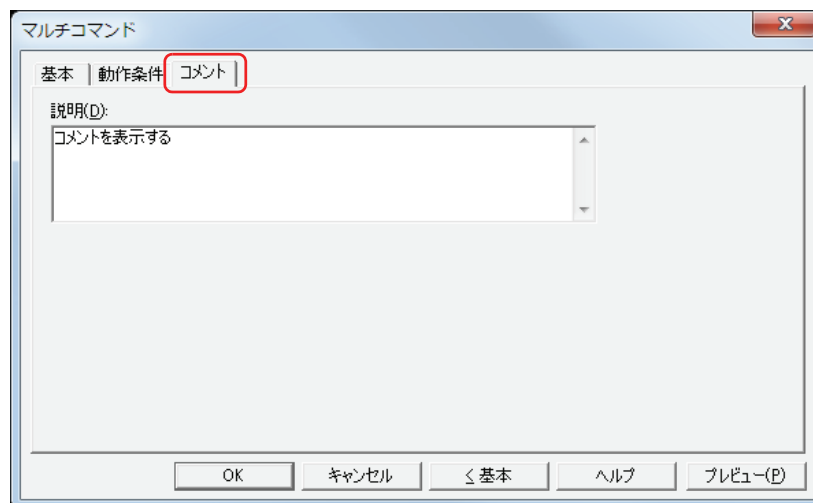 マルチコマンド
基本 動作条件 コメント
説明(D):
コメントを表示する
OK キャンセル < 基本 ヘルプ プレビュー(P)